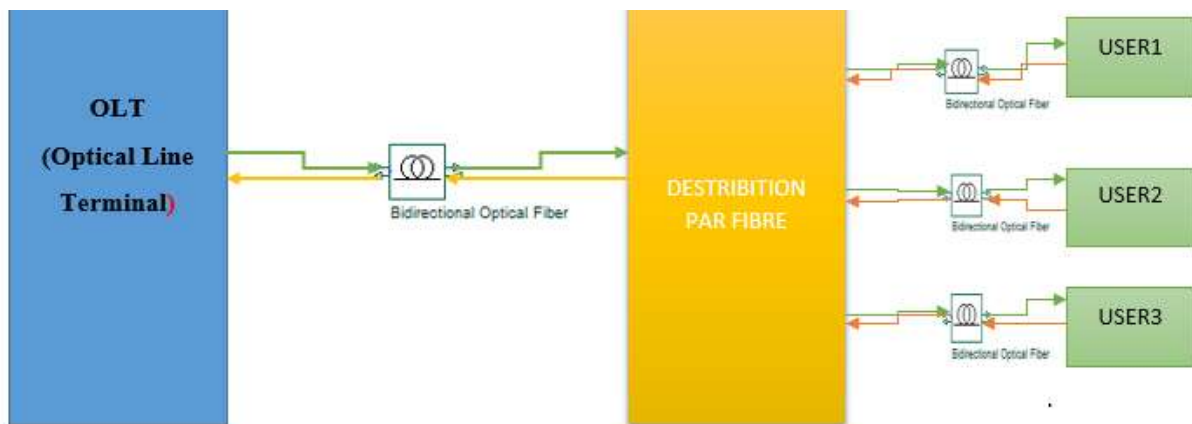 OLT
(Optical Line
Terminal)
Bidirectional Optical Fiber
DESTRIBITION
PAR FIBRE
Bidirectional Optical Fiber
USER1
Bidirectional Optical Fiber
USER2
Bidirectional Optical Fiber
USER3
.